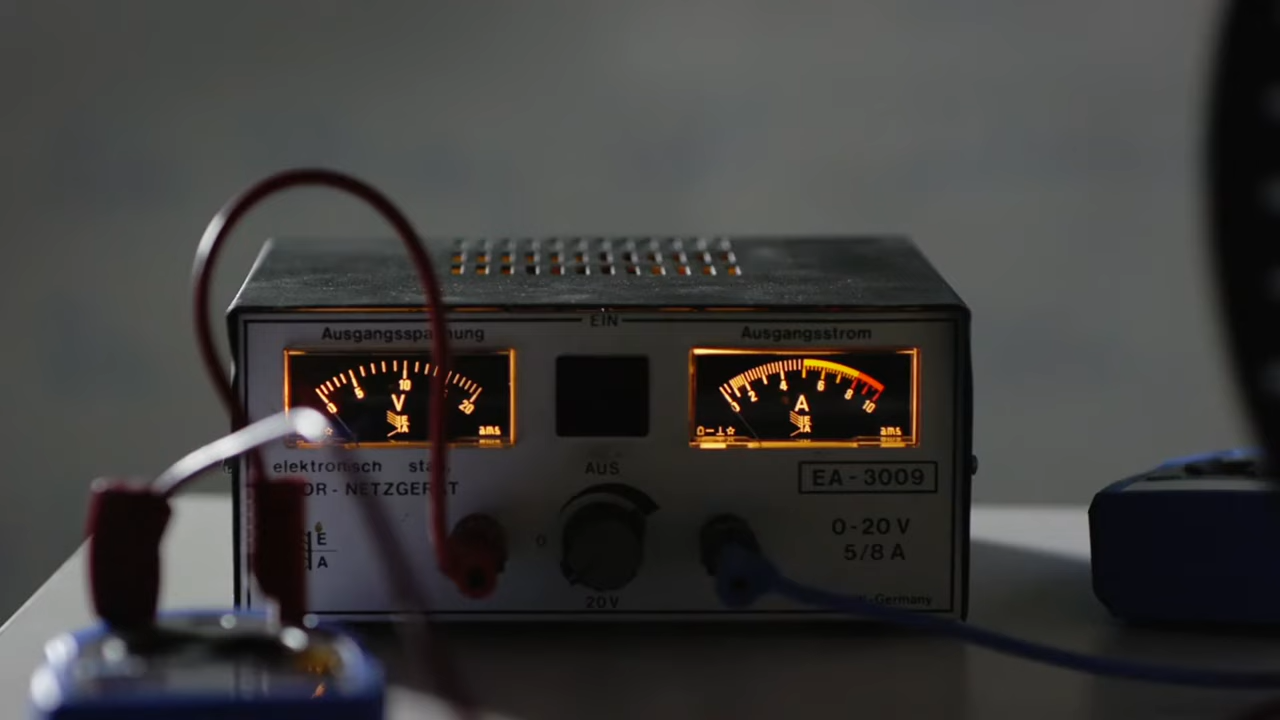 EIN
Ausgangsspannung
Ausgangsstrom
0 5 10 20
V
ams
0 2 4 6 8 10
A
ams
elektronisch
AUS
EA-3009
0
0-20 V
5/8 A
E
A
20V
Germany